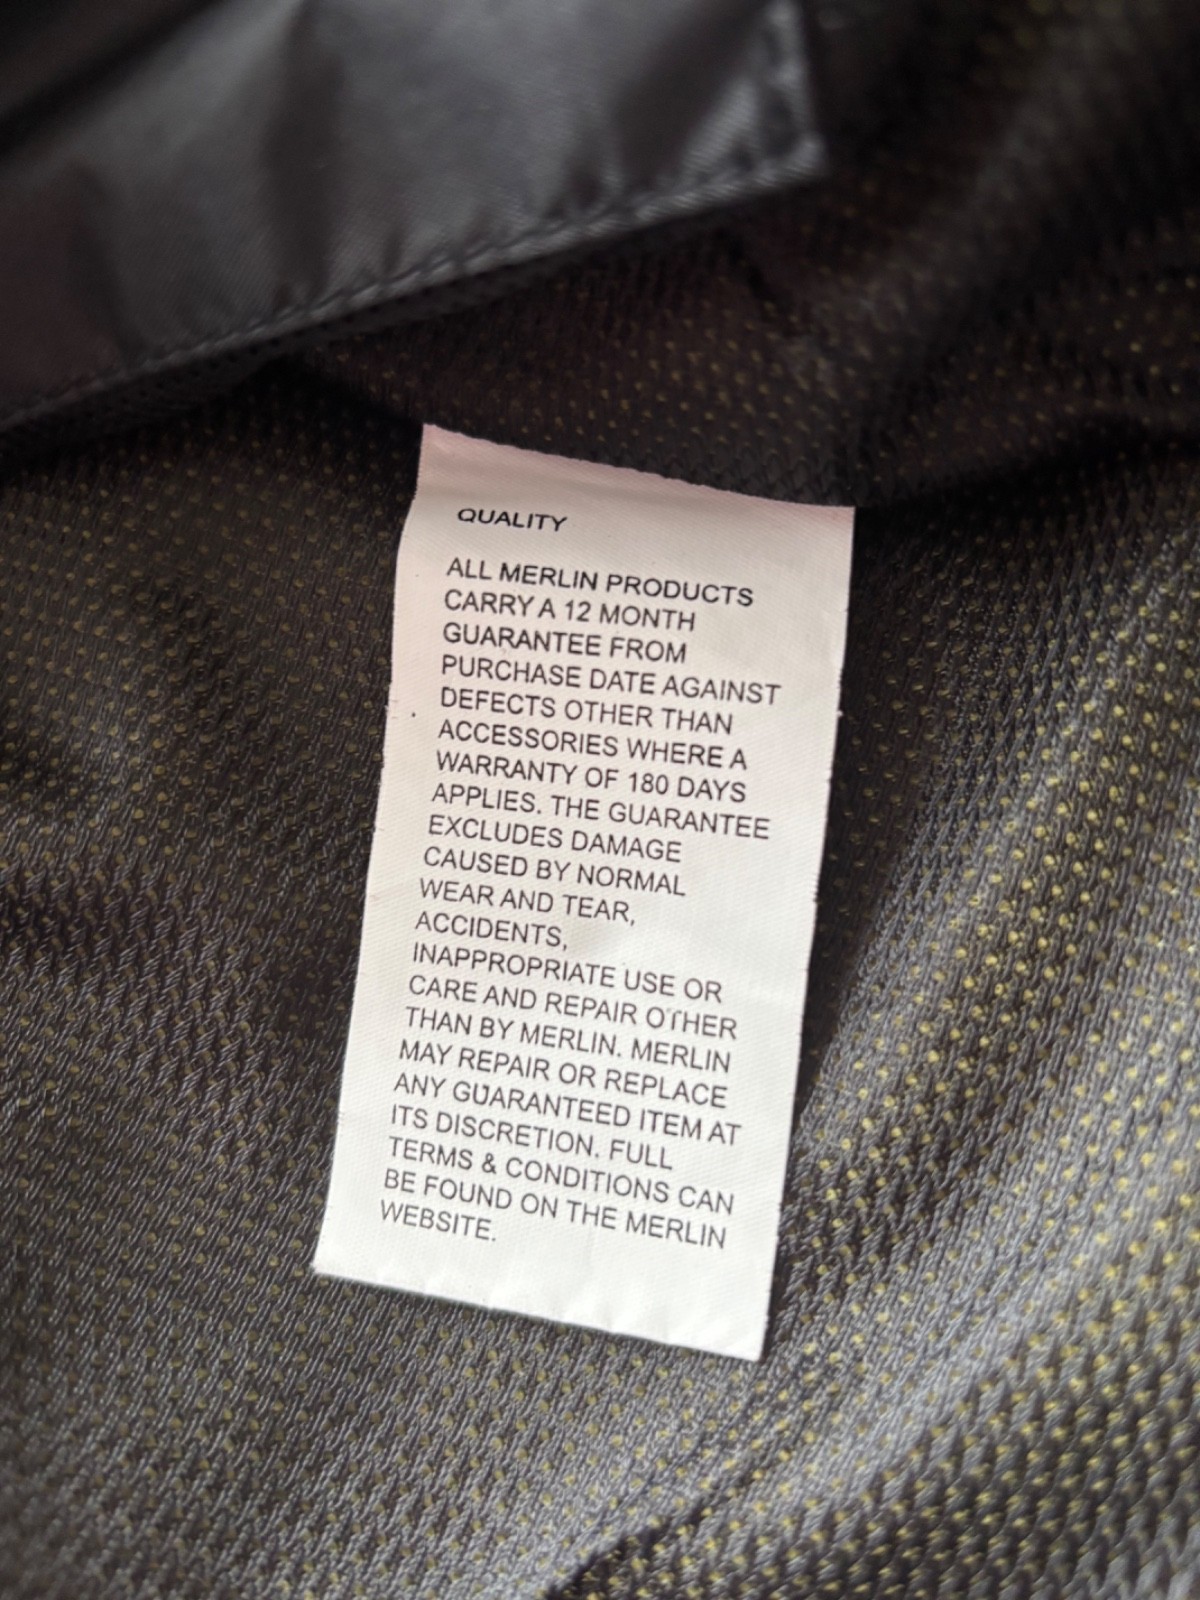 QUALITY
ALL MERLIN PRODUCTS
CARRY A 12 MONTH
GUARANTEE FROM
PURCHASE DATE AGAINST
DEFECTS OTHER THAN
ACCESSORIES WHERE A
WARRANTY OF 180 DAYS
APPLIES. THE GUARANTEE
EXCLUDES DAMAGE
CAUSED BY NORMAL
WEAR AND TEAR,
ACCIDENTS,
INAPPROPRIATE USE OR
CARE AND REPAIR OTHER
THAN BY MERLIN. MERLIN
MAY REPAIR OR REPLACE
ANY GUARANTEED ITEM AT
ITS DISCRETION. FULL
TERMS & CONDITIONS CAN
BE FOUND ON THE MERLIN
WEBSITE.